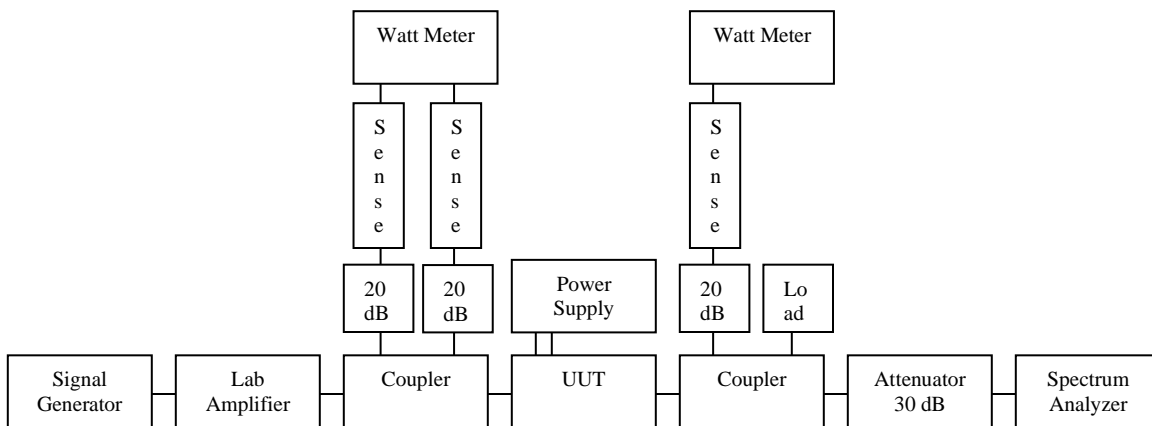 Watt Meter
Watt Meter
S
e
n
s
e
S
e
n
s
e
S
e
n
s
e
20
dB
20
dB
Power
Supply
20
dB
Lo
ad
Signal
Generator
Lab
Amplifier
Coupler
UUT
Coupler
Attenuator
30 dB
Spectrum
Analyzer